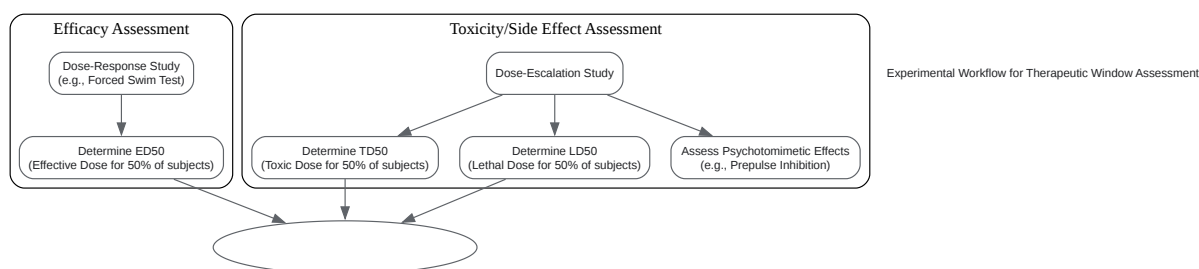 Efficacy Assessment
Toxicity/Side Effect Assessment
Dose-Response Study
(e.g., Forced Swim Test)
Dose-Escalation Study
Experimental Workflow for Therapeutic Window Assessment
Determine ED50
(Effective Dose for 50% of subjects)
Determine TD50
(Toxic Dose for 50% of subjects)
Determine LD50
(Lethal Dose for 50% of subjects)
Assess Psychotomimetic Effects
(e.g., Prepulse Inhibition)